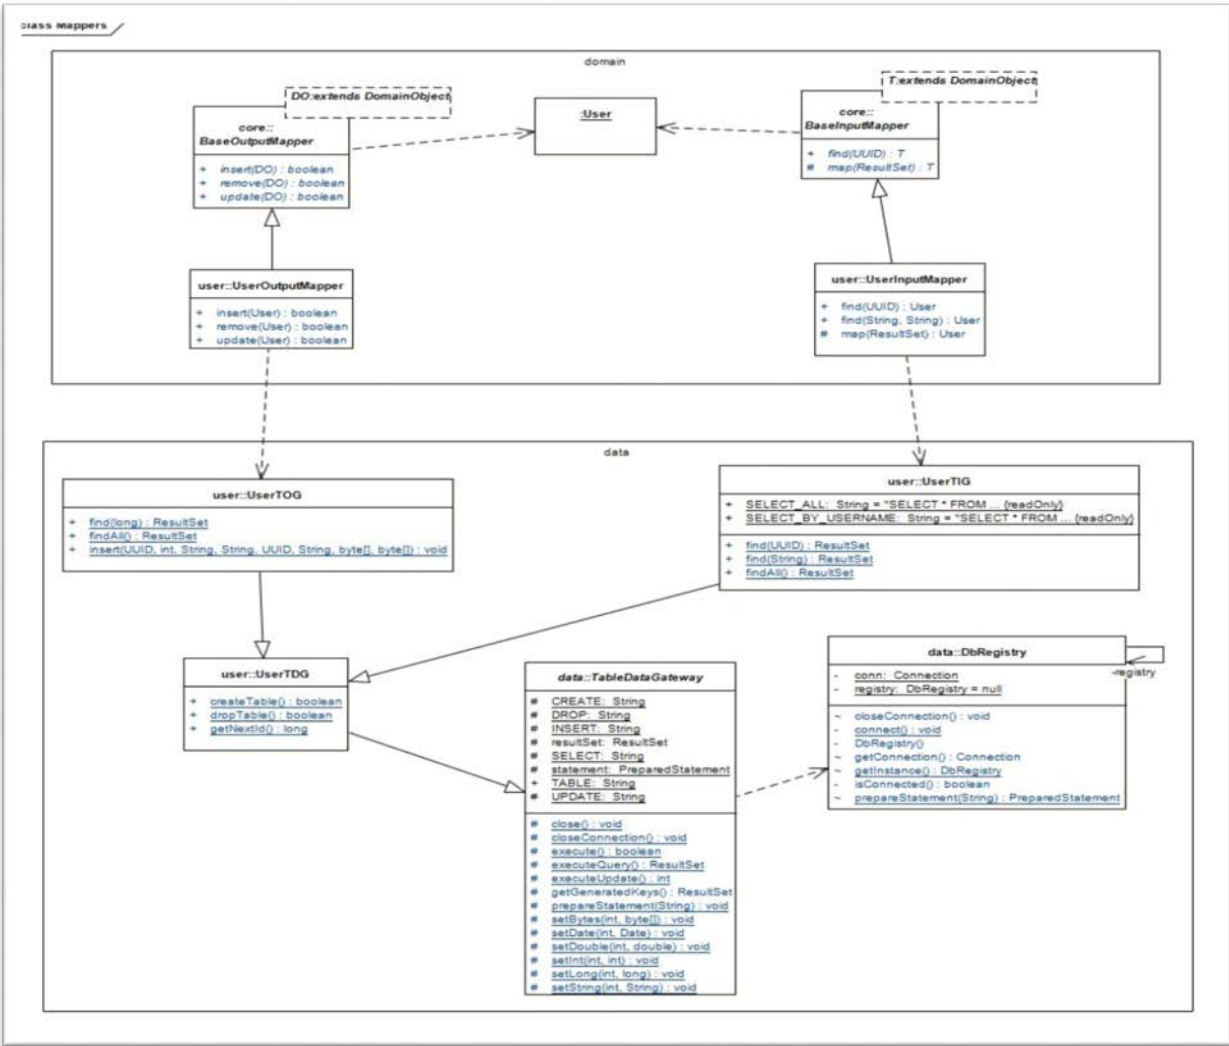 class Mappers
domain
DO:extends DomainObject
core::
BaseOutputMapper
+ insert(DO) : boolean
+ remove(DO) : boolean
+ update(DO) : boolean
:User
T:extends DomainObject
core::
BaseInputMapper
+ find(UUID) : T
# map(ResultSet) : T
user::UserOutputMapper
+ insert(User) : boolean
+ remove(User) : boolean
+ update(User) : boolean
user::UserInputMapper
+ find(UUID) : User
+ find(String, String) : User
# map(ResultSet) : User
data
user::UserTOG
+ find(long) : ResultSet
+ findAll() : ResultSet
+ insert(UUID, int, String, String, UUID, String, byte[], byte[]) : void
user::UserTIG
+ SELECT_ALL: String = "SELECT * FROM ... {readOnly}
+ SELECT_BY_USERNAME: String = "SELECT * FROM ... {readOnly}
+ find(UUID) : ResultSet
+ find(String) : ResultSet
+ findAll() : ResultSet
user::UserTDG
+ createTable() : boolean
+ dropTable() : boolean
+ getNextId() : long
data::TableDataGateway
# CREATE: String
# DROP: String
# INSERT: String
# resultSet: ResultSet
# SELECT: String
# statement: PreparedStatement
+ TABLE: String
# UPDATE: String
# close() : void
# closeConnection() : void
# execute() : boolean
# executeQuery() : ResultSet
# executeUpdate() : int
# getGeneratedKeys() : ResultSet
# prepareStatement(String) : void
# setBytes(int, byte[]) : void
# setDate(int, Date) : void
# setDouble(int, double) : void
# setInt(int, int) : void
# setLong(int, long) : void
# setString(int, String) : void
data::DbRegistry
- conn: Connection
- registry: DbRegistry = null
~ closeConnection() : void
- connect() : void
- DbRegistry()
~ getConnection() : Connection
~ getInstance() : DbRegistry
- isConnected() : boolean
~ prepareStatement(String) : PreparedStatement
-registry